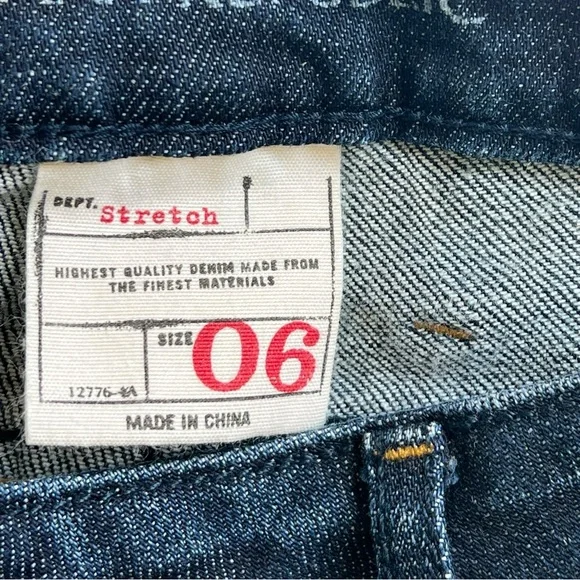 DEPT. Stretch
HIGHEST QUALITY DENIM MADE FROM
THE FINEST MATERIALS
SIZE 06
MADE IN CHINA